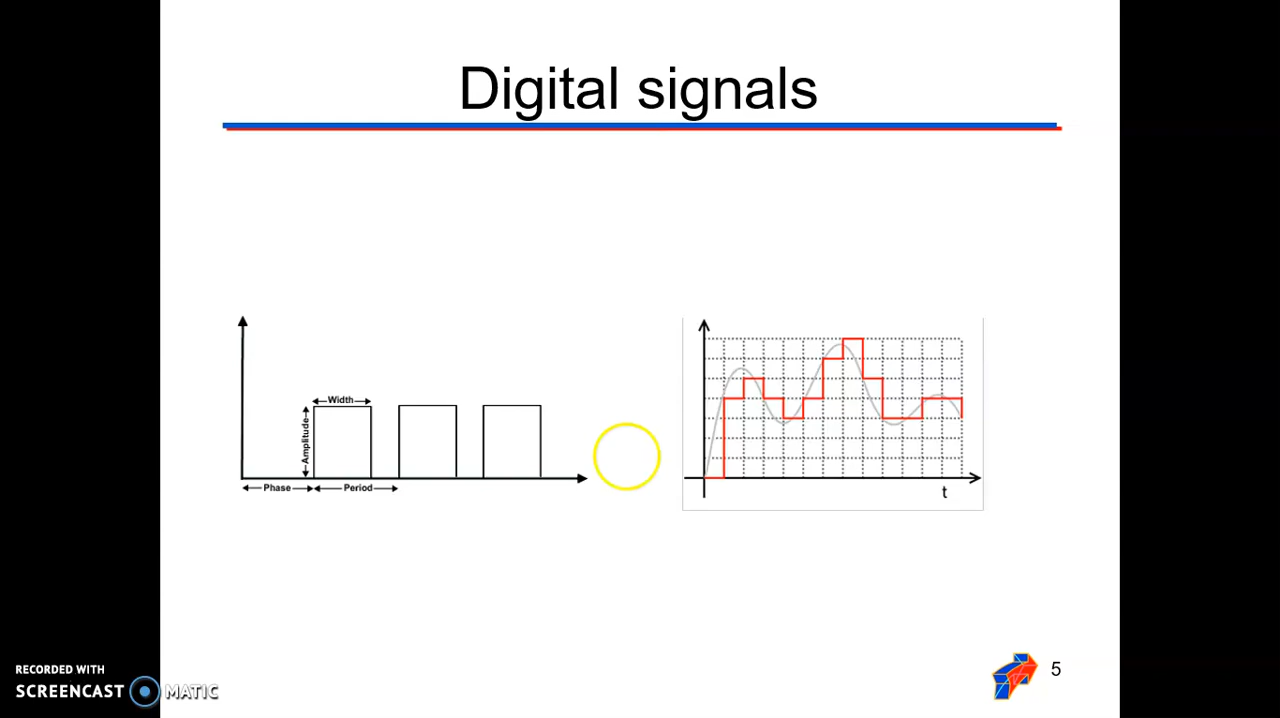 Digital signals
Width
Amplitude
Phase
Period
t
RECORDED WITH
SCREENCAST MATIC
5